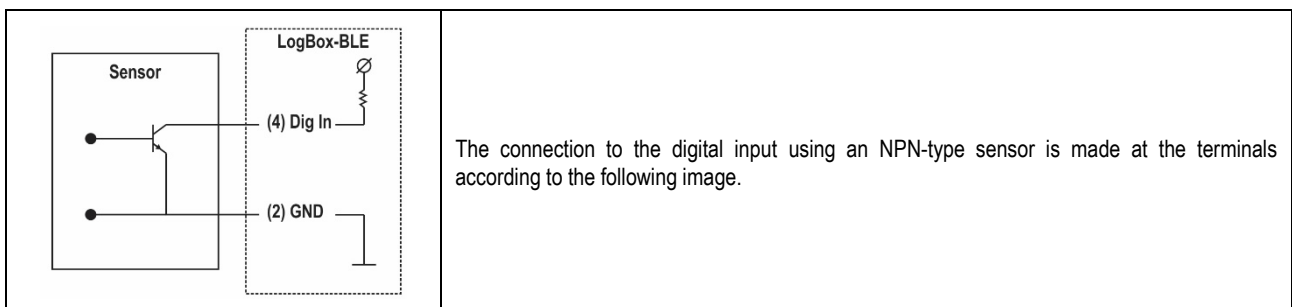 LogBox-BLE
Sensor
(4) Dig In
(2) GND
The connection to the digital input using an NPN-type sensor is made at the terminals
according to the following image.